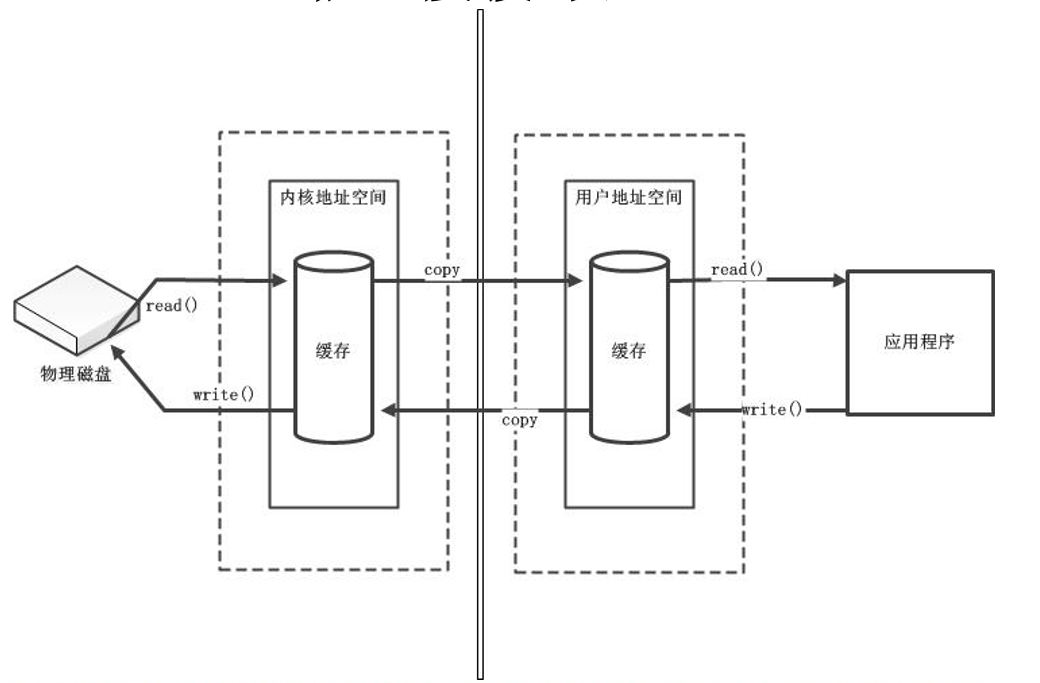 内核地址空间
用户地址空间
copy
read()
read()
缓存
缓存
应用程序
物理磁盘
write()
write()
copy